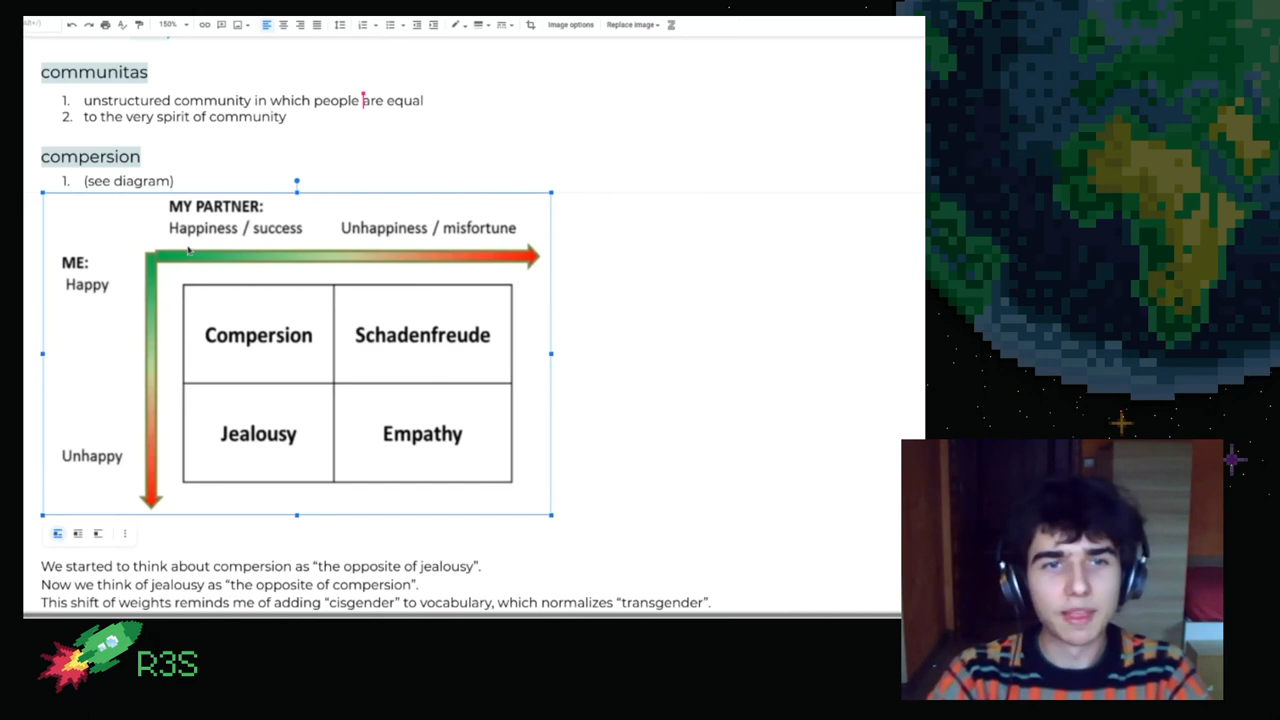 150%
Image options
Replace image
communitas
1. unstructured community in which people are equal
2. to the very spirit of community
compersion
1. (see diagram)
MY PARTNER:
Happiness / success Unhappiness / misfortune
ME:
Happy
Compersion Schadenfreude
Jealousy Empathy
Unhappy
We started to think about compersion as “the opposite of jealousy”.
Now we think of jealousy as “the opposite of compersion”.
This shift of weights reminds me of adding “cisgender” to vocabulary, which normalizes “transgender”.
R3S